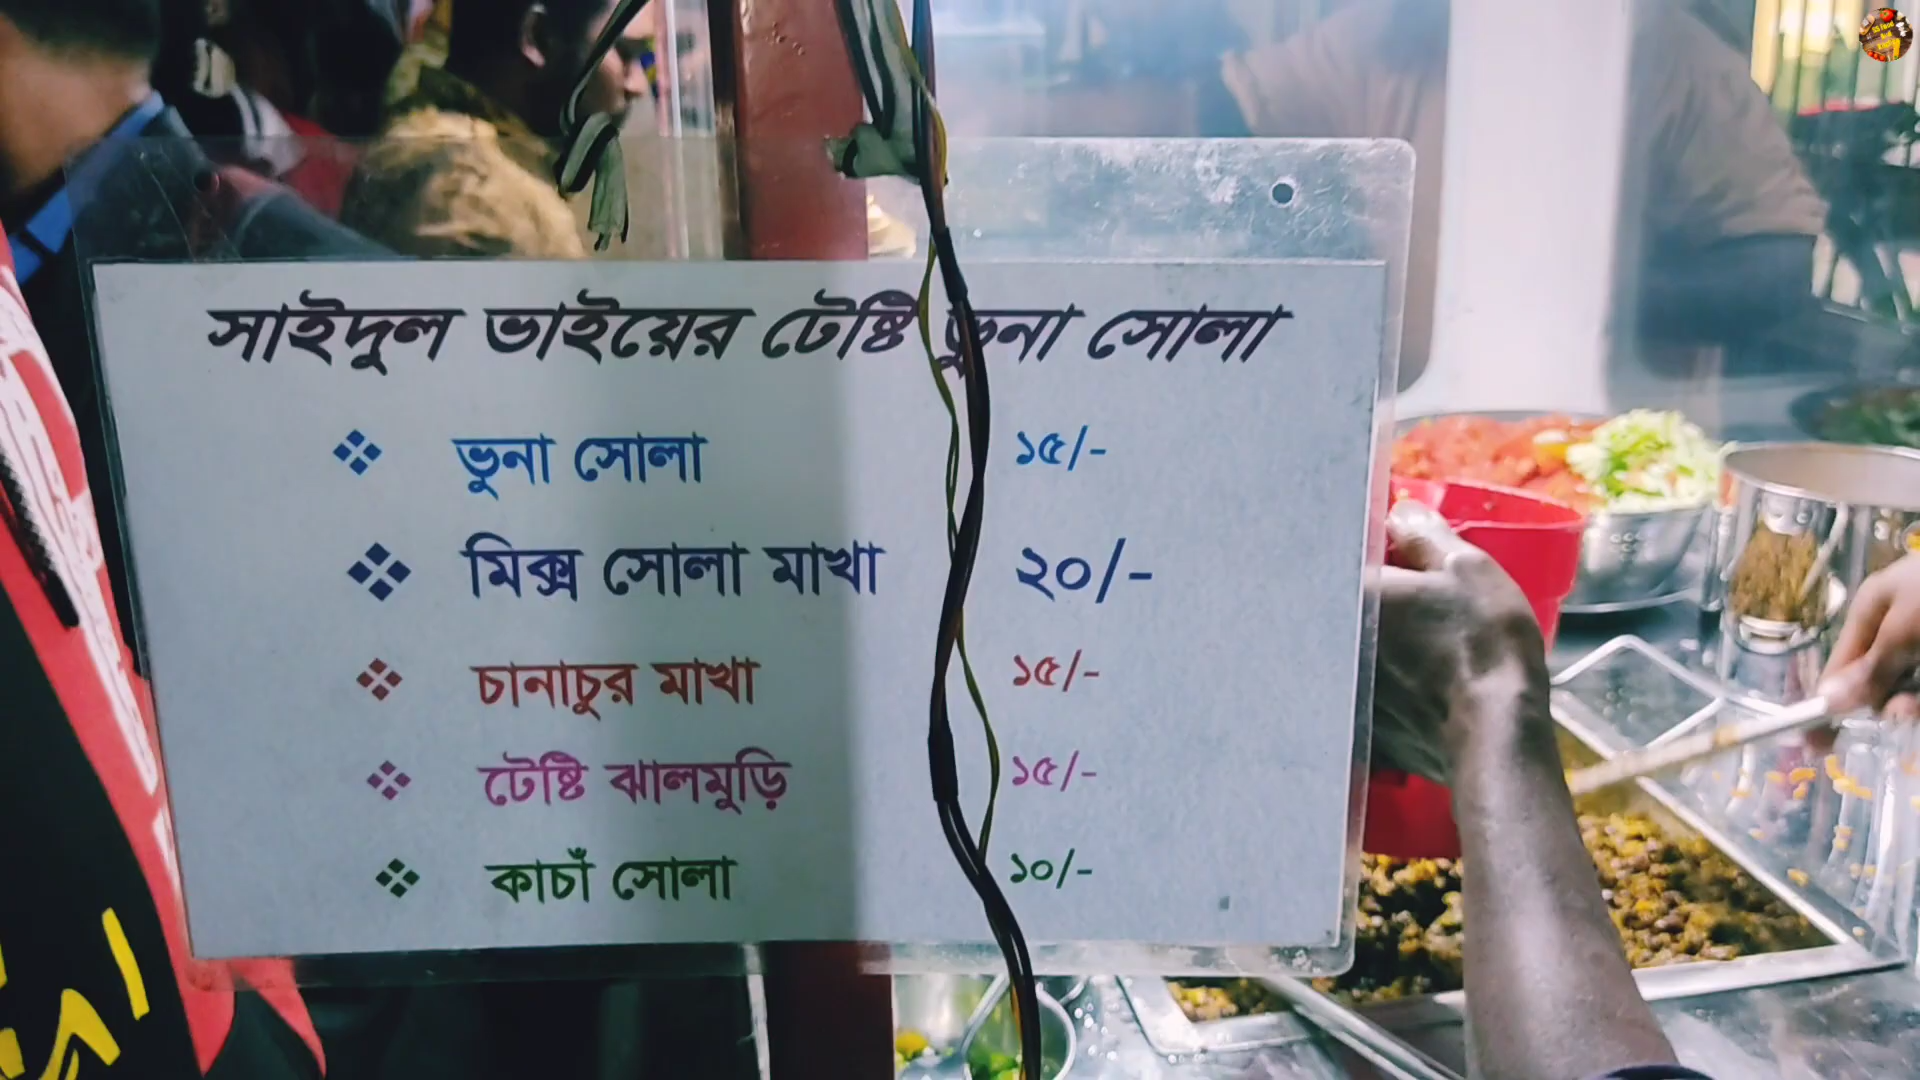 সাইদুল ভাইয়ের টেষ্টি ভুনা সোলা
ভুনা সোলা ১৫/-
মিক্স সোলা মাখা ২০/-
চানাচুর মাখা ১৫/-
টেষ্টি ঝালমুড়ি ১৫/-
কাচাঁ সোলা ১০/-